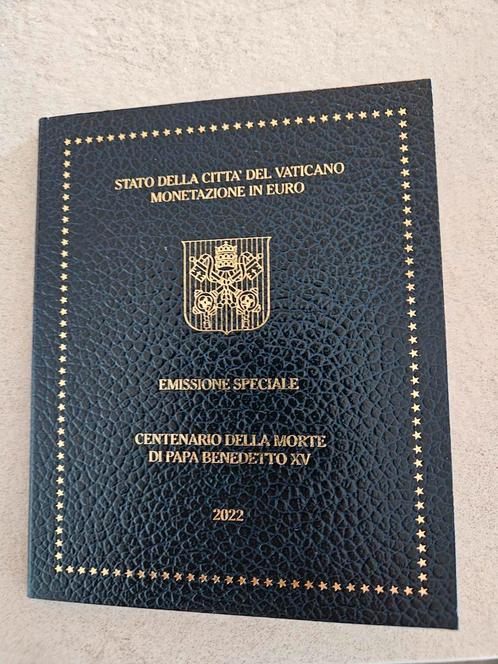 STATO DELLA CITTA' DEL VATICANO
MONETAZIONE IN EURO
EMISSIONE SPECIALE
CENTENARIO DELLA MORTE
DI PAPA BENEDETTO XV
2022